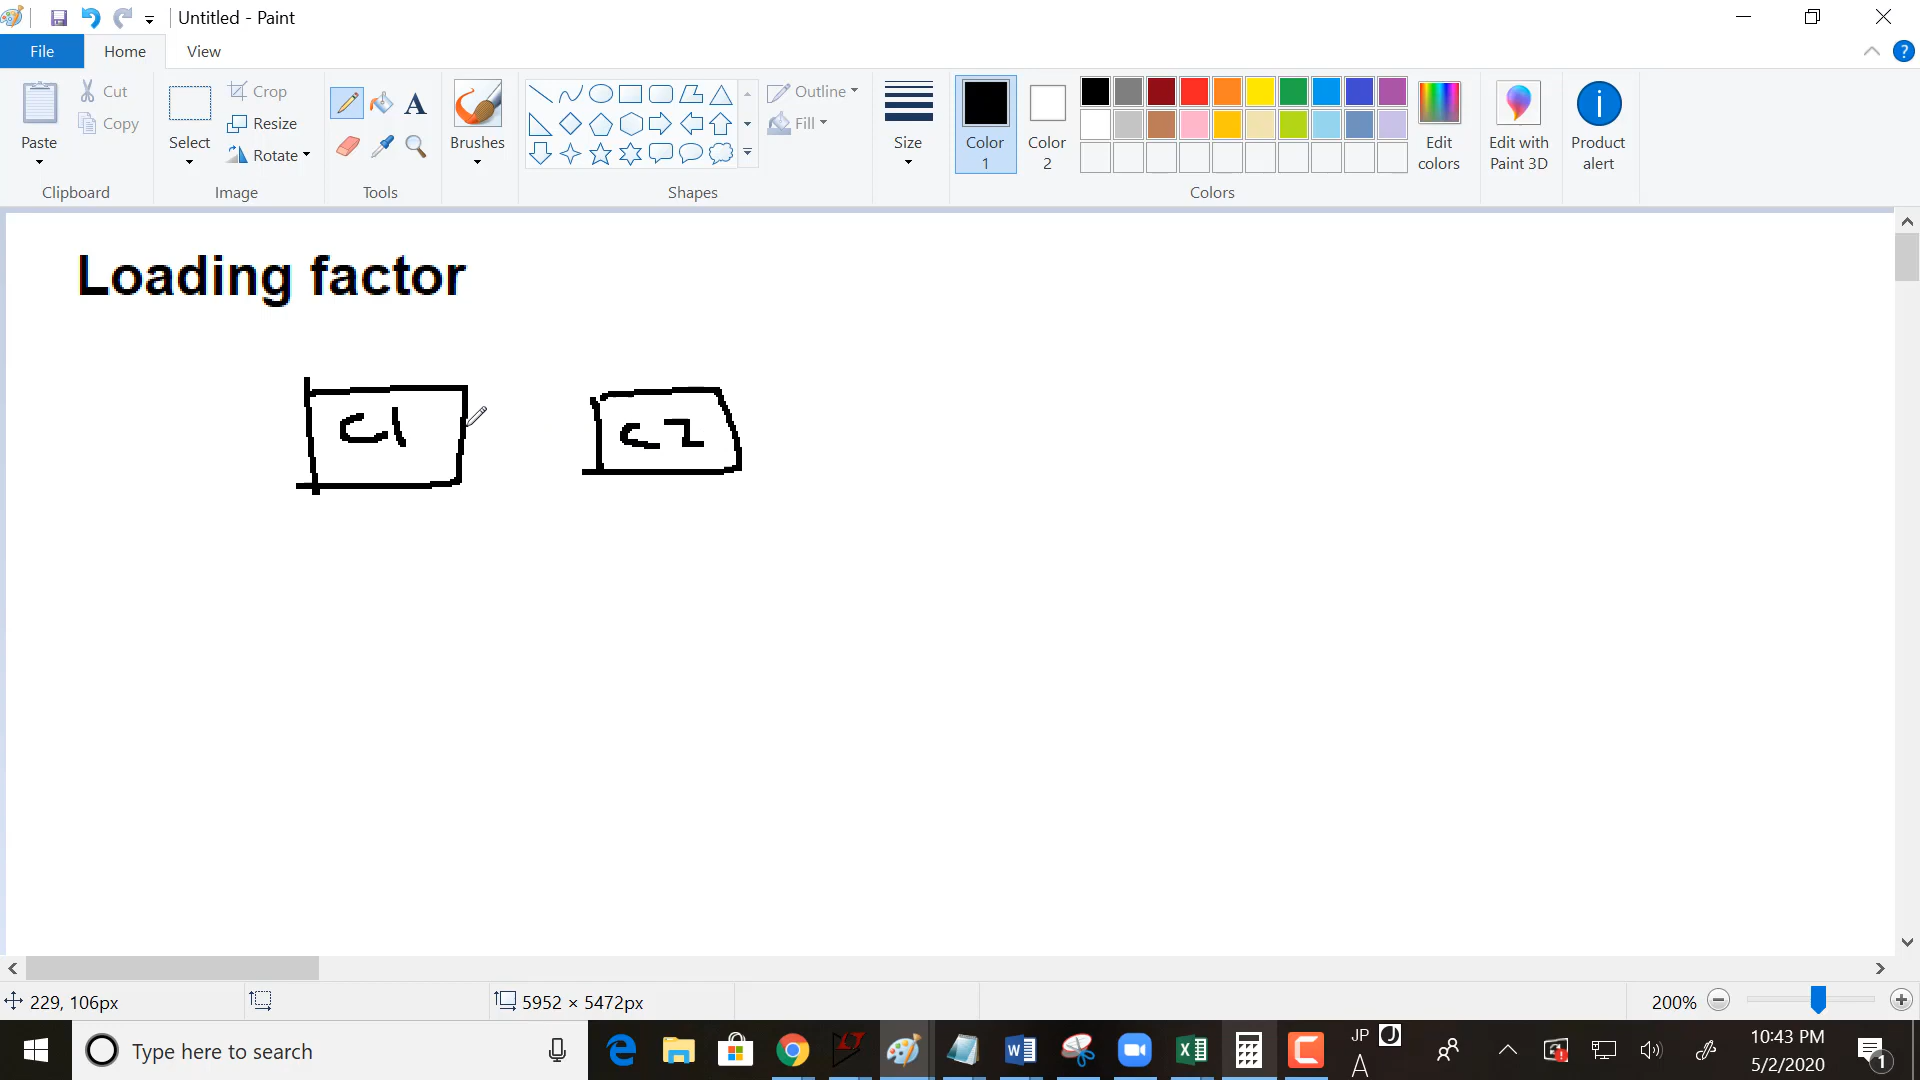 Untitled - Paint
File
Home
View
Paste
Cut
Copy
Clipboard
Select
Crop
Resize
Rotate
Image
Tools
Brushes
Shapes
Outline
Fill
Size
Color
1
Color
2
Edit
colors
Colors
Edit with
Paint 3D
Product
alert
Loading factor
C1
C2
229, 106px
5952 × 5472px
200%
Type here to search
JP
A
10:43 PM
5/2/2020
1